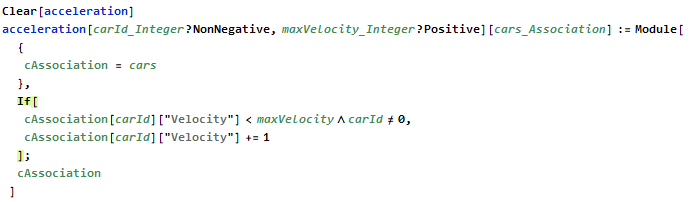 Clear[acceleration]
acceleration[carId_Integer?NonNegative, maxVelocity_Integer?Positive][cars_Association] := Module[
{
cAssociation = cars
},
If[
cAssociation[carId]["Velocity"] < maxVelocity ∧ carId ≠ 0,
cAssociation[carId]["Velocity"] += 1
];
cAssociation
]